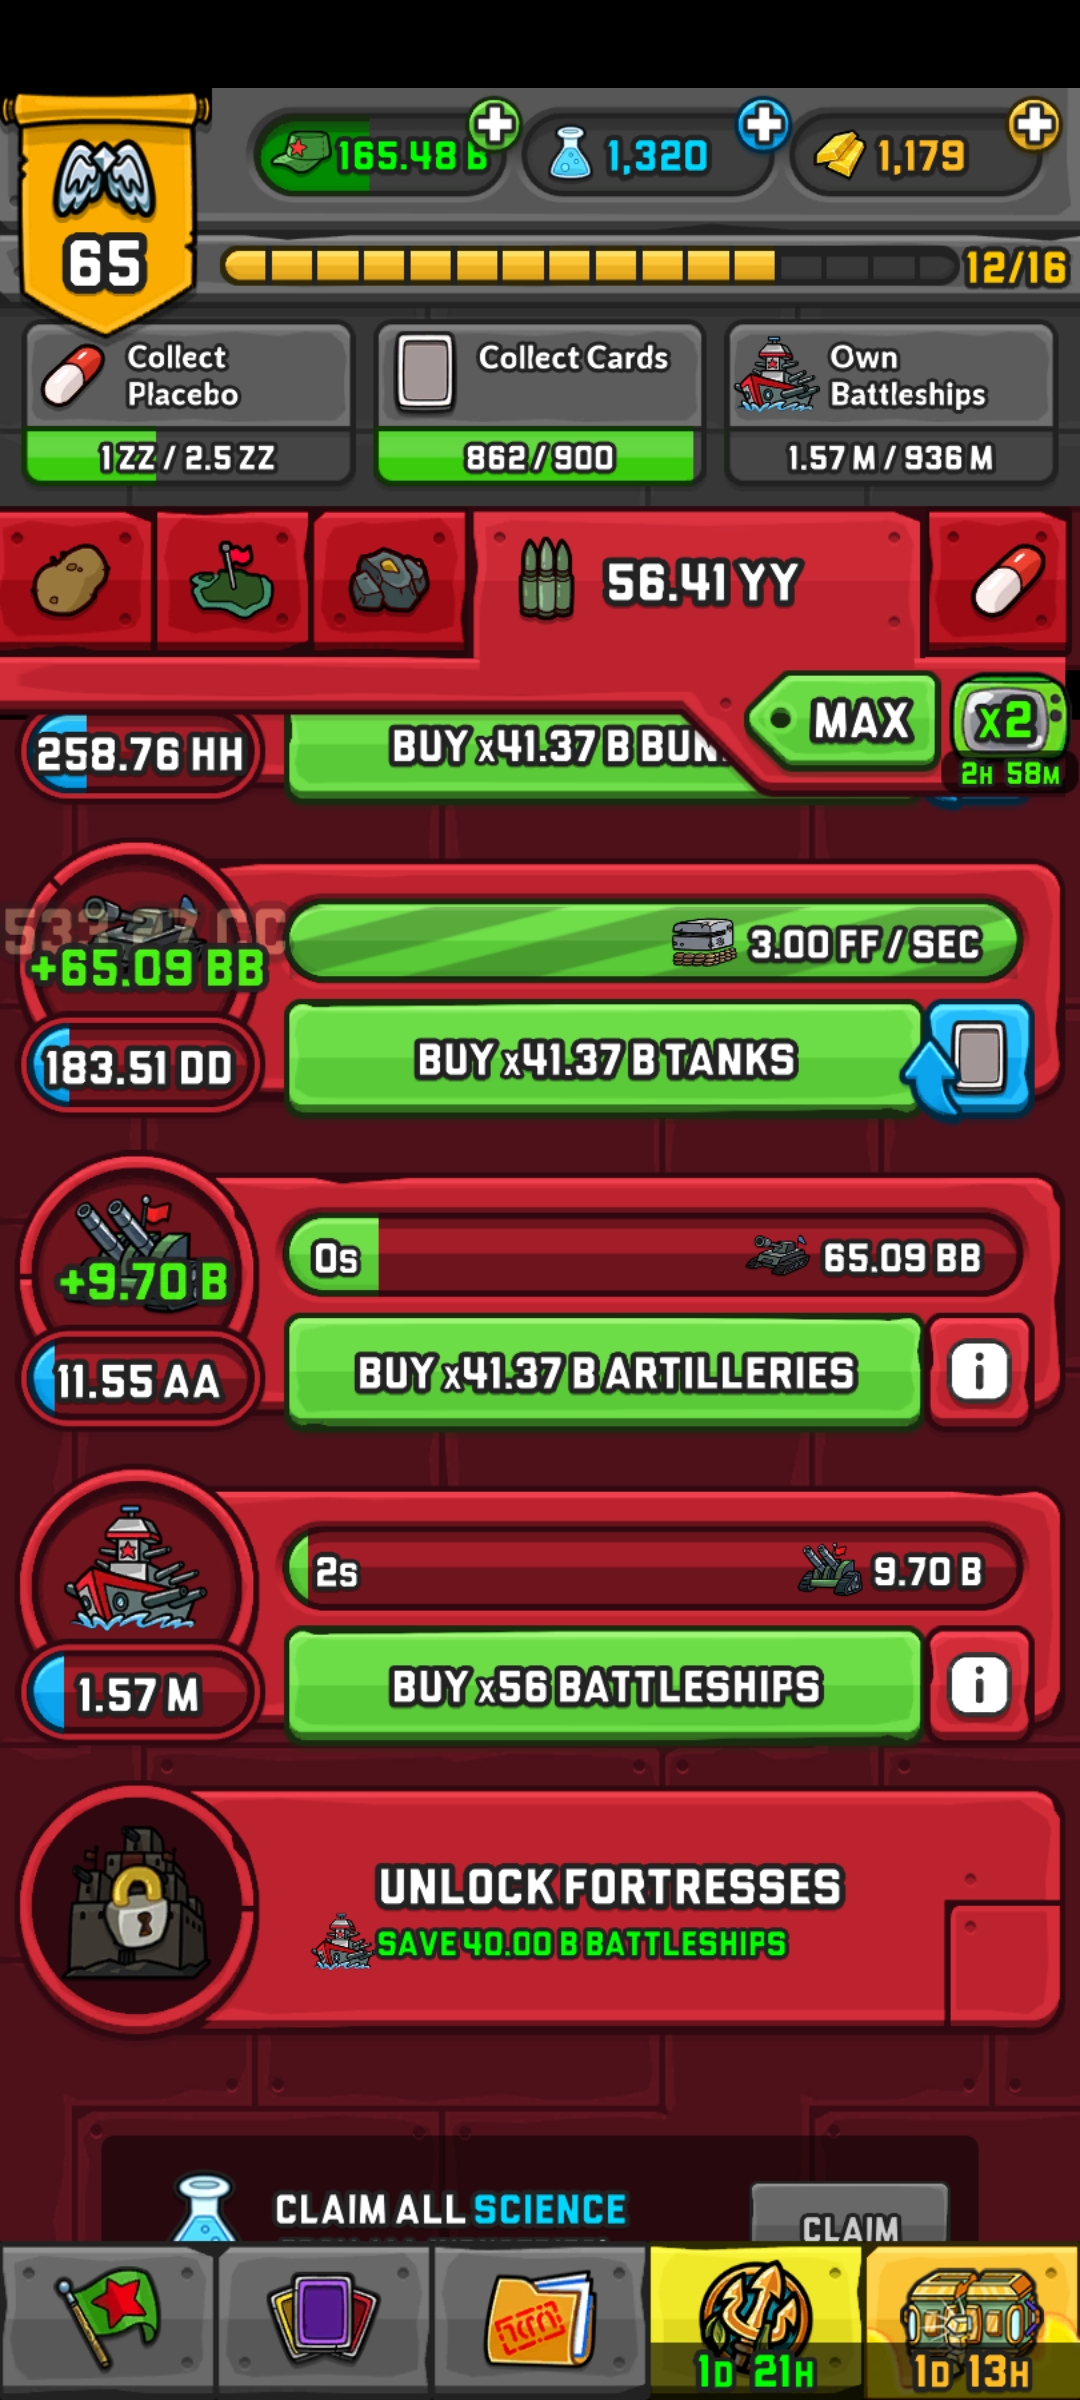 165.48 B
1,320
1,179
65
12/16
Collect
Placebo
Collect Cards
Own
Battleships
1 ZZ / 2.5 ZZ
862/900
1.57 M / 936 M
56.41 YY
MAX
x2
2H 58M
258.76 HH
BUY x41.37 B BUN
+65.09 BB
3.00 FF / SEC
183.51 DD
BUY x41.37 B TANKS
+9.70 B
0s
65.09 BB
11.55 AA
BUY x41.37 B ARTILLERIES
i
2s
9.70 B
1.57 M
BUY x56 BATTLESHIPS
i
UNLOCK FORTRESSES
SAVE 40.00 B BATTLESHIPS
CLAIM ALL SCIENCE
CLAIM
1D 21H
1D 13H